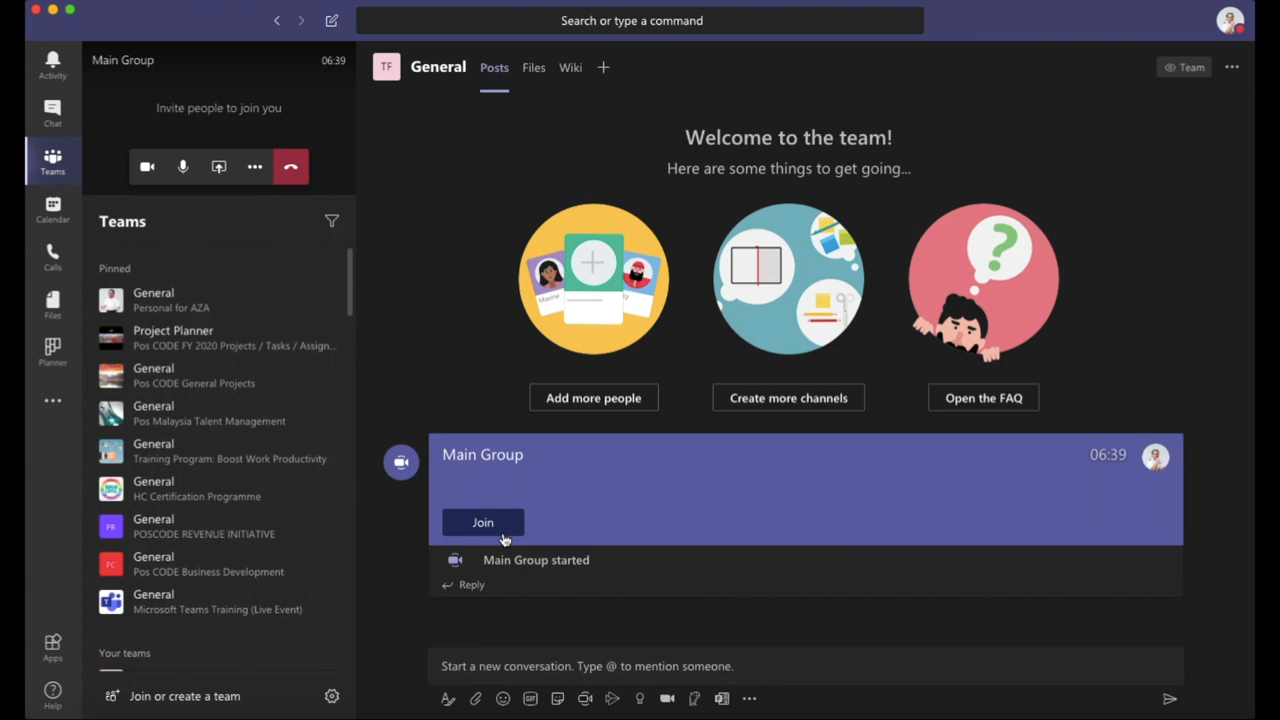 Search or type a command
Activity
Chat
Teams
Calendar
Calls
Files
Planner
Apps
Help
Main Group 06:39
Invite people to join you
Teams
Pinned
General
Personal for AZA
Project Planner
Pos CODE FY 2020 Projects / Tasks / Assign...
General
Pos CODE General Projects
General
Pos Malaysia Talent Management
General
Training Program: Boost Work Productivity
General
HC Certification Programme
PR
General
POSCODE REVENUE INITIATIVE
PC
General
Pos CODE Business Development
General
Microsoft Teams Training (Live Event)
Your teams
Join or create a team
TF General Posts Files Wiki Team
Welcome to the team!
Here are some things to get going...
Maxine
Add more people
Create more channels
Open the FAQ
Main Group 06:39
Join
Main Group started
Reply
Start a new conversation. Type @ to mention someone.
GIF